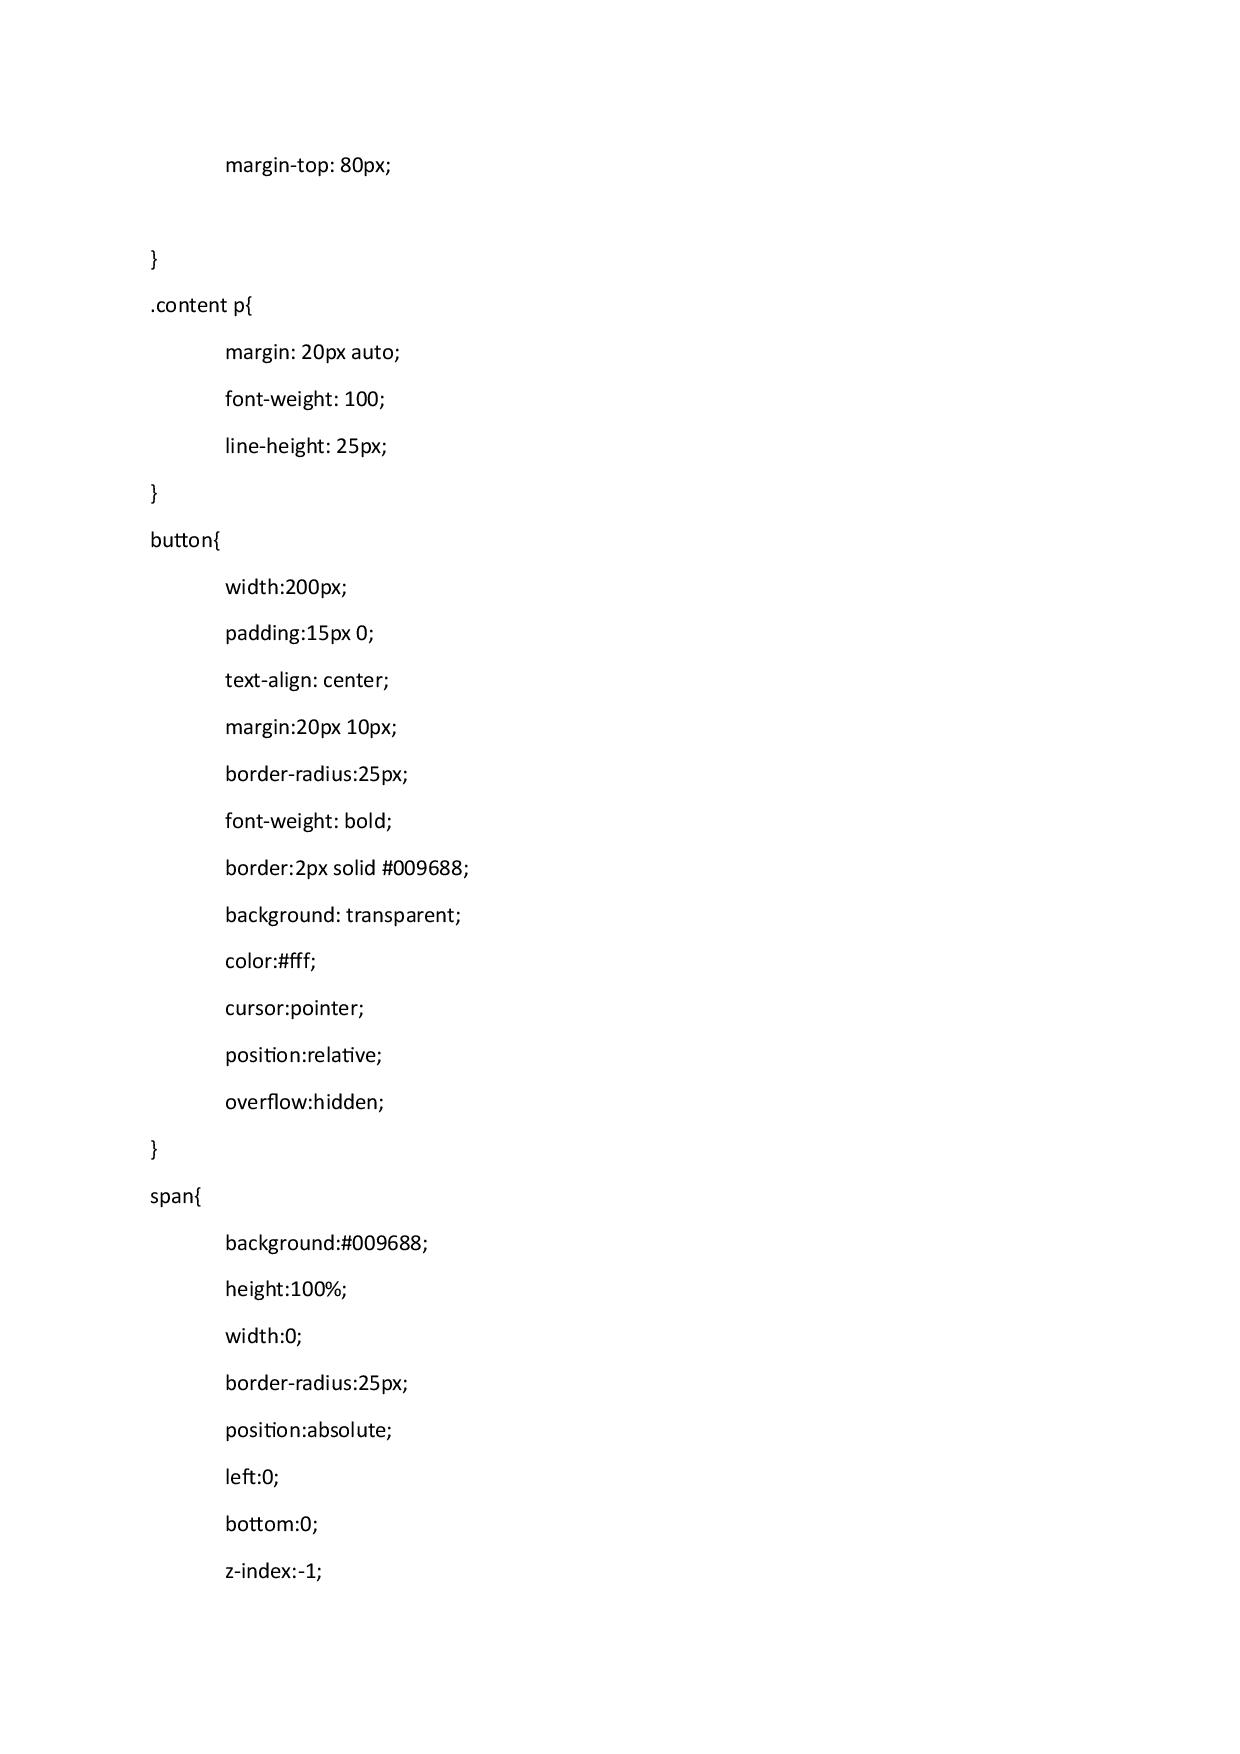 margin-top: 80px;
}
.content p{
margin: 20px auto;
font-weight: 100;
line-height: 25px;
}
button{
width:200px;
padding:15px 0;
text-align: center;
margin:20px 10px;
border-radius:25px;
font-weight: bold;
border:2px solid #009688;
background: transparent;
color:#fff;
cursor:pointer;
position:relative;
overflow:hidden;
}
span{
background:#009688;
height:100%;
width:0;
border-radius:25px;
position:absolute;
left:0;
bottom:0;
z-index:-1;